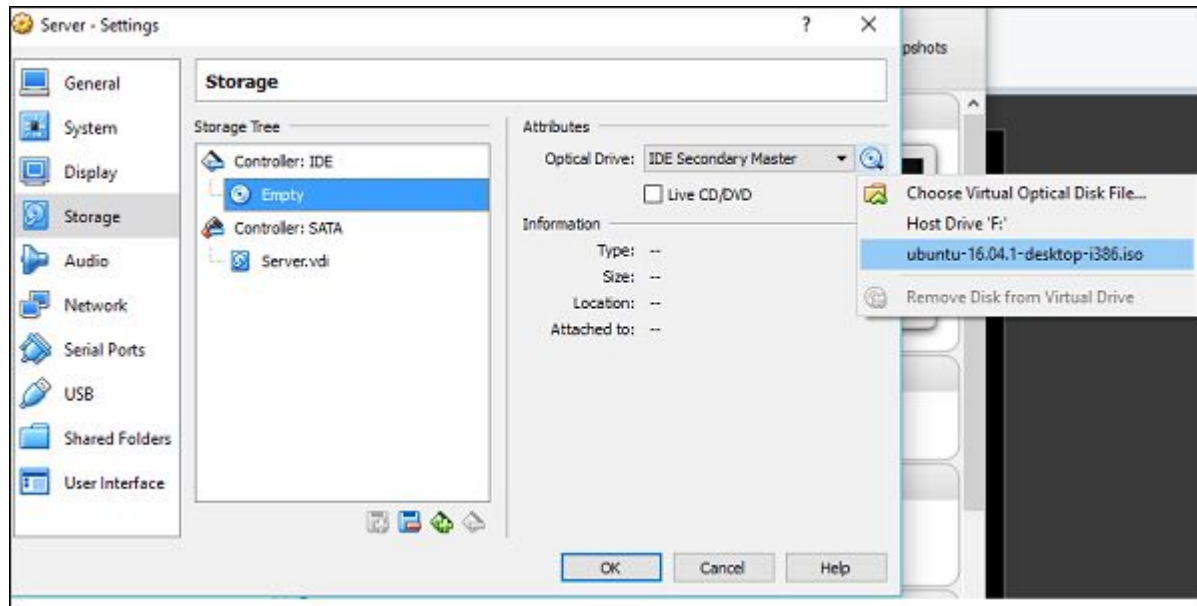 Server - Settings
?
pshots
General
System
Display
Storage
Audio
Network
Serial Ports
USB
Shared Folders
User Interface
Storage
Storage Tree
Controller: IDE
Empty
Controller: SATA
Server.vdi
Attributes
Optical Drive: IDE Secondary Master
Live CD/DVD
Information
Type: --
Size: --
Location: --
Attached to: --
Choose Virtual Optical Disk File...
Host Drive 'F:'
ubuntu-16.04.1-desktop-i386.iso
Remove Disk from Virtual Drive
OK
Cancel
Help